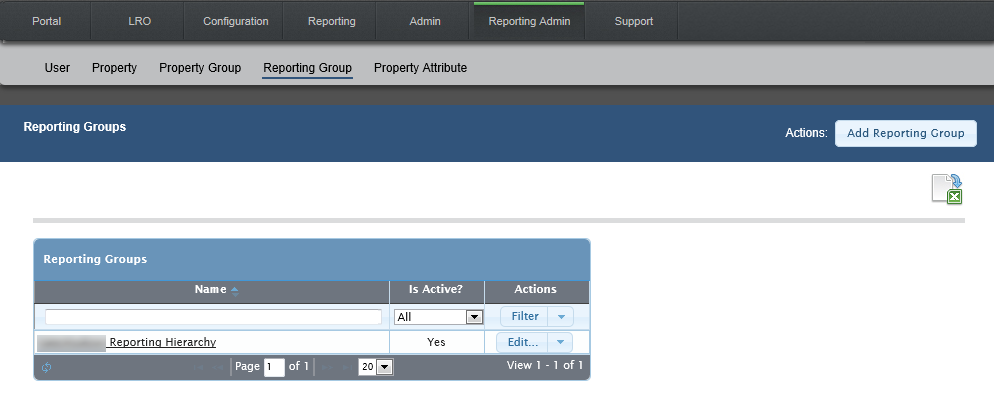 Portal LRO Configuration Reporting Admin Reporting Admin Support
User Property Property Group Reporting Group Property Attribute
Reporting Groups Actions: Add Reporting Group
Reporting Groups
Name Is Active? Actions
All Filter
Reporting Hierarchy Yes Edit...
Page 1 of 1 20 View 1 - 1 of 1